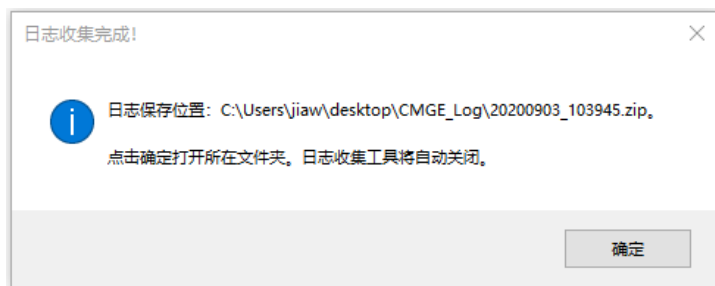 日志收集完成!
日志保存位置：C:\Users\jiaw\desktop\CMGE_Log\20200903_103945.zip。
点击确定打开所在文件夹。日志收集工具将自动关闭。
确定